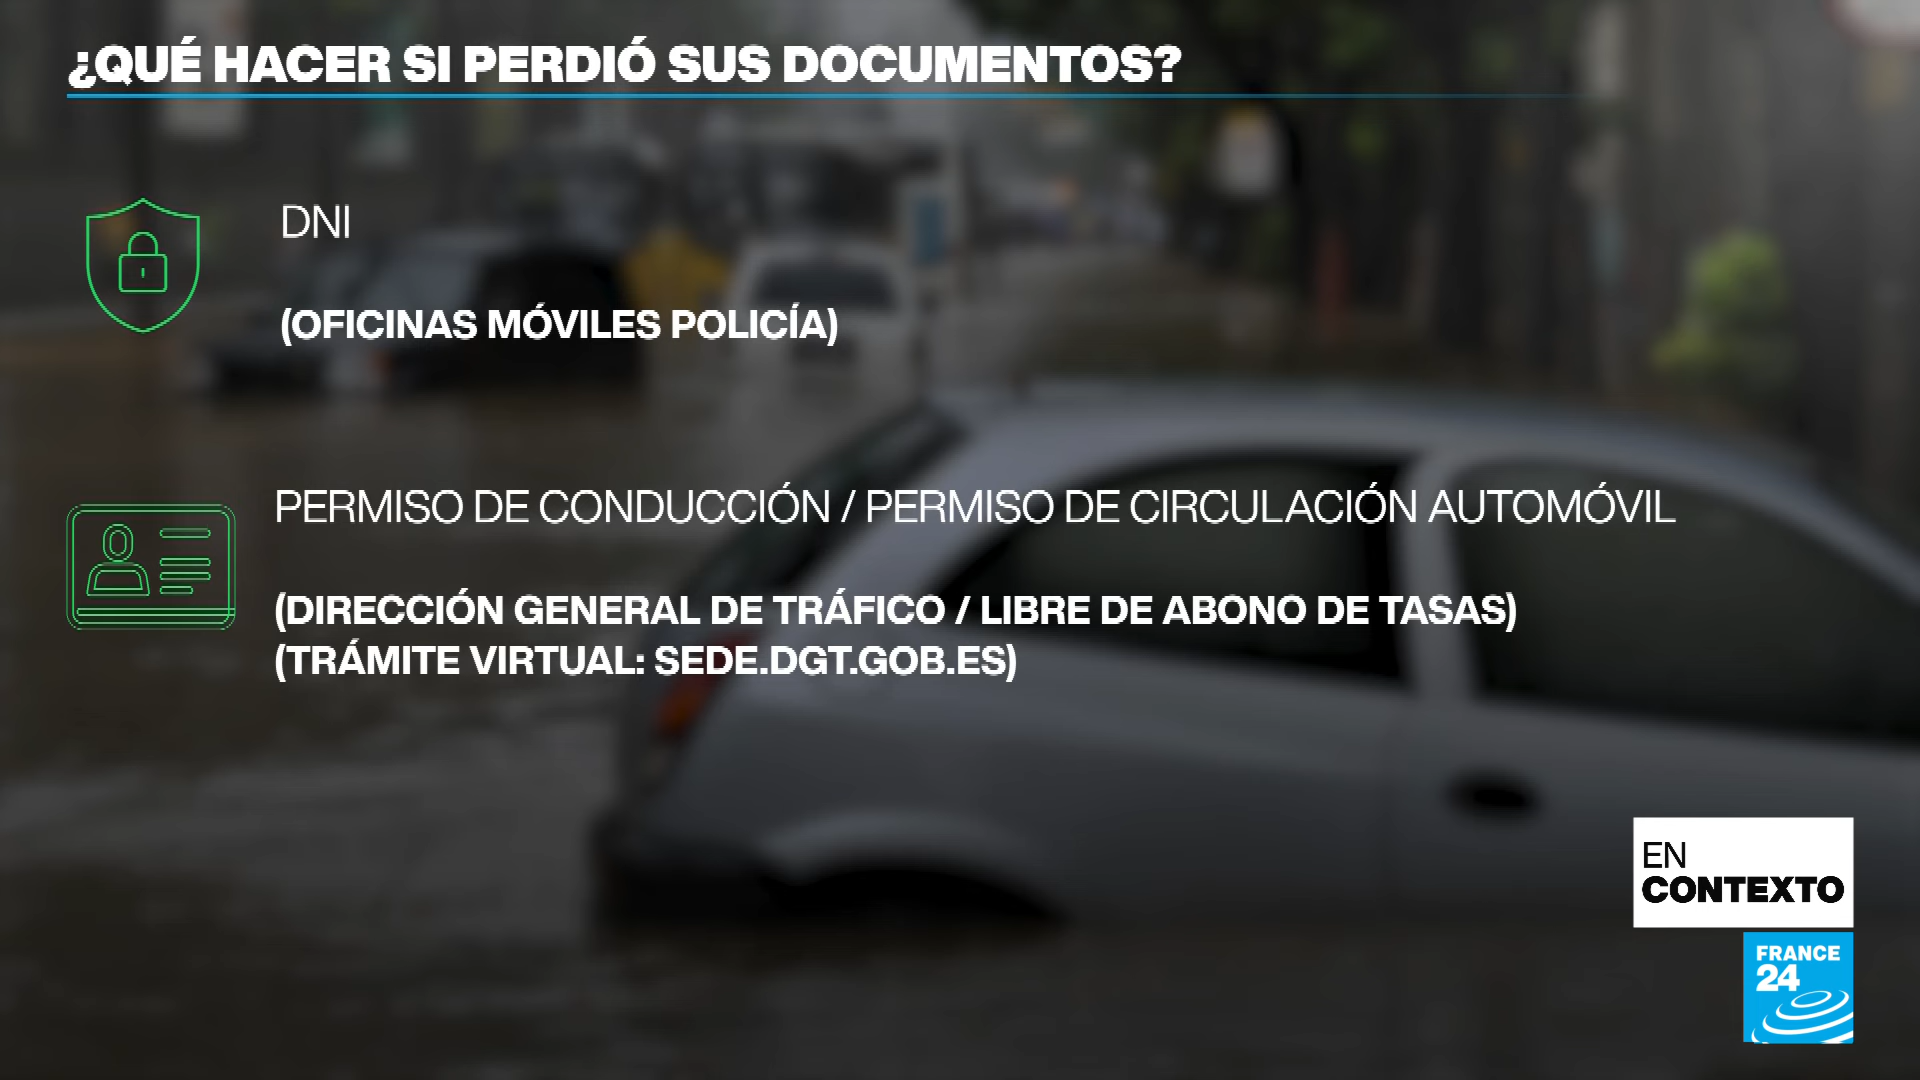 ¿QUÉ HACER SI PERDIÓ SUS DOCUMENTOS?
DNI
(OFICINAS MÓVILES POLICÍA)
PERMISO DE CONDUCCIÓN / PERMISO DE CIRCULACIÓN AUTOMÓVIL
(DIRECCIÓN GENERAL DE TRÁFICO / LIBRE DE ABONO DE TASAS)
(TRÁMITE VIRTUAL: SEDE.DGT.GOB.ES)
EN
CONTEXTO
FRANCE
24